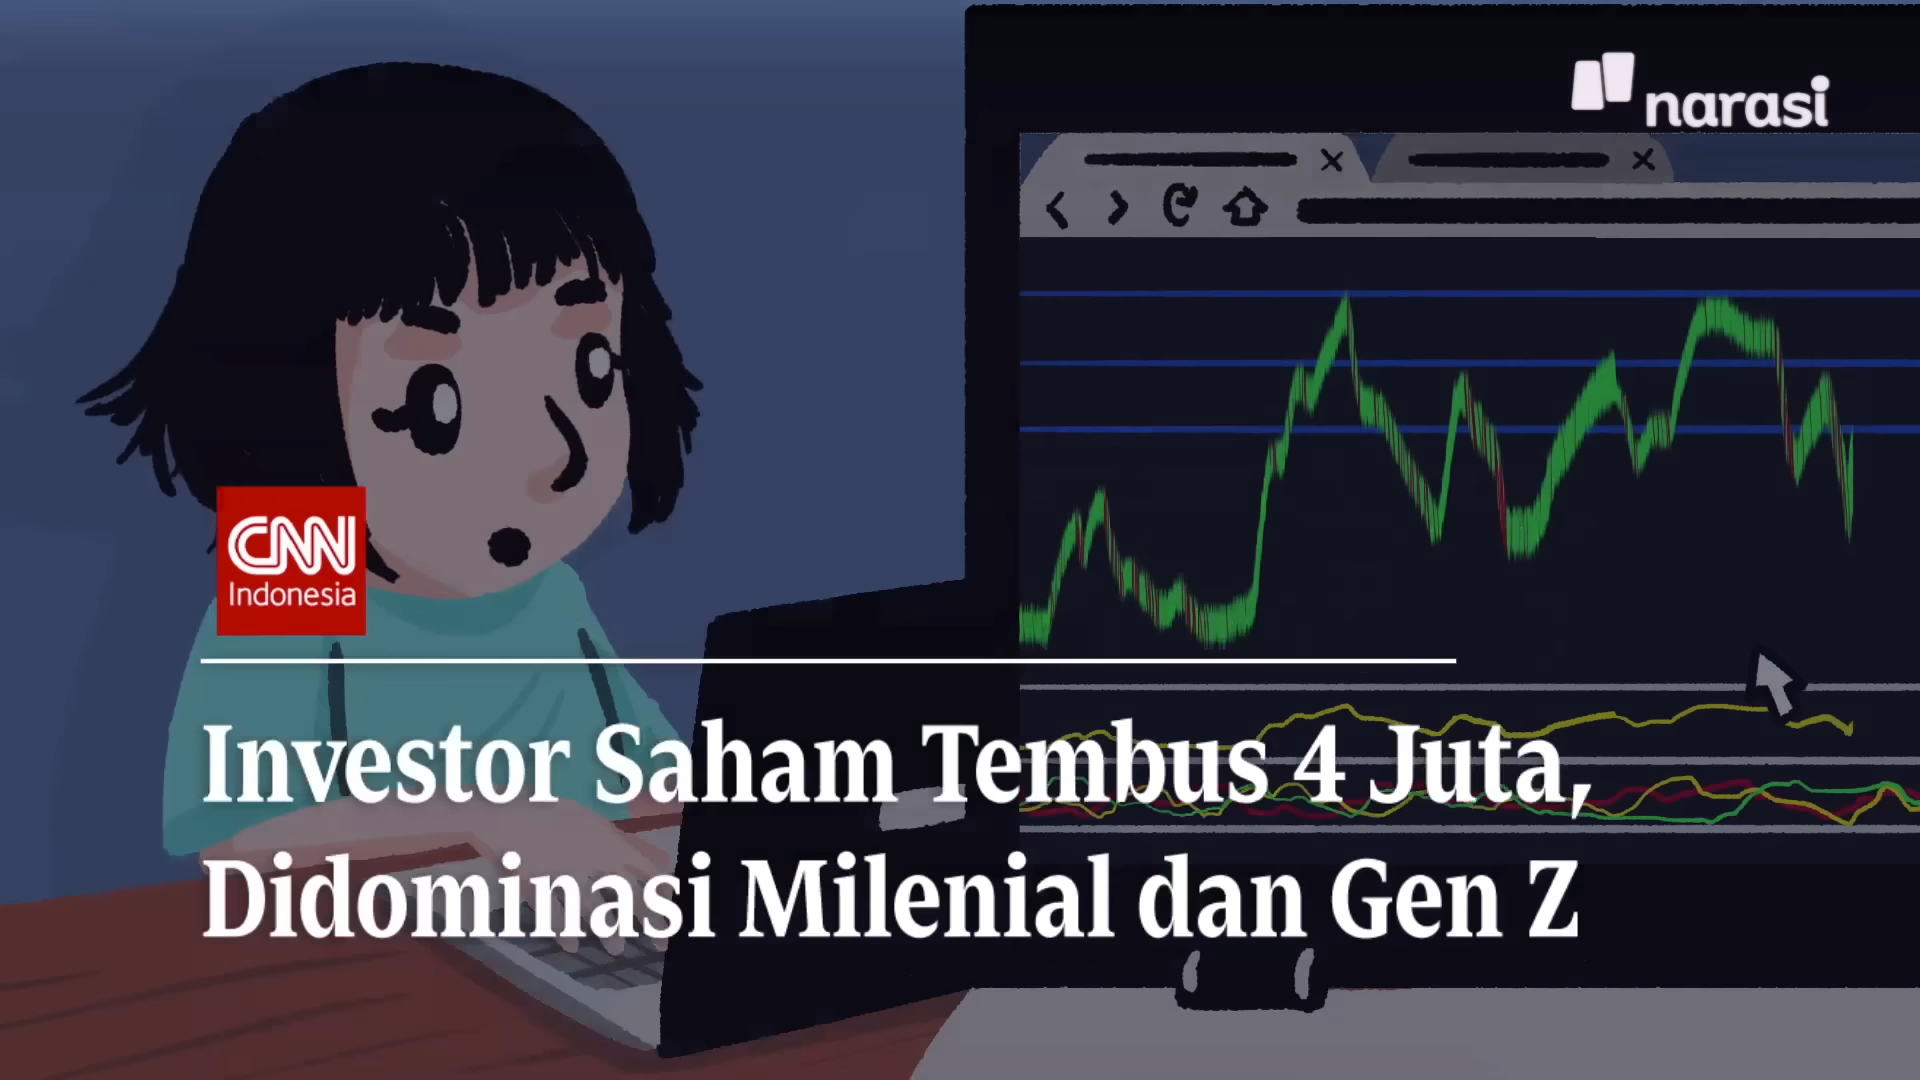 narasi
CNN
Indonesia
Investor Saham Tembus 4 Juta,
Didominasi Milenial dan Gen Z